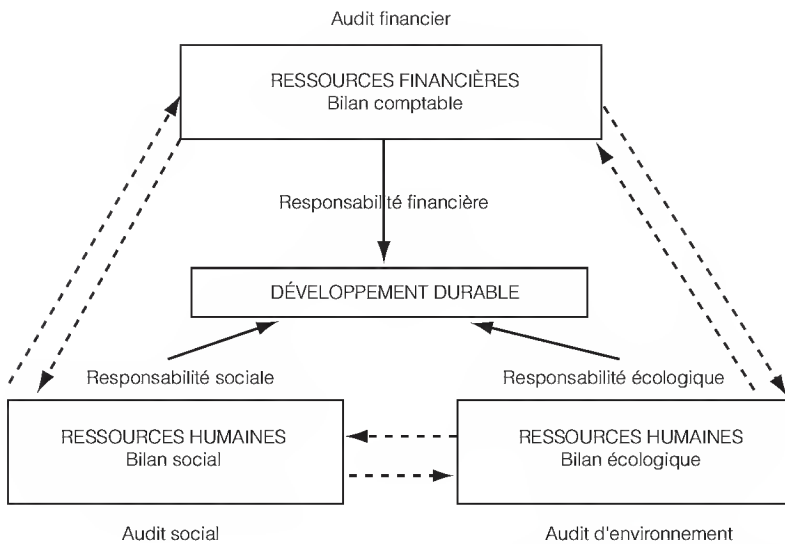 Audit financier
RESSOURCES FINANCIÈRES
Bilan comptable
Responsabilité financière
DÉVELOPPEMENT DURABLE
Responsabilité sociale
Responsabilité écologique
RESSOURCES HUMAINES
Bilan social
RESSOURCES HUMAINES
Bilan écologique
Audit social
Audit d'environnement